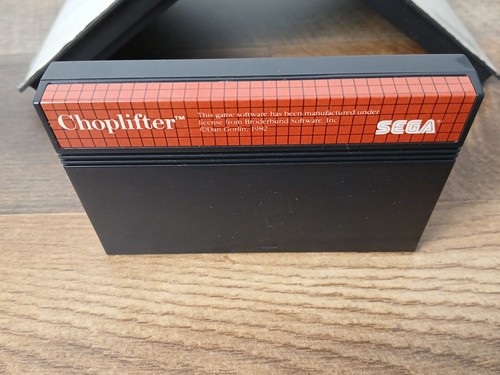 Choplifter™
This game software has been manufactured under
license from Broderbund Software, Inc.
©Dan Gorlin, 1982
SEGA®